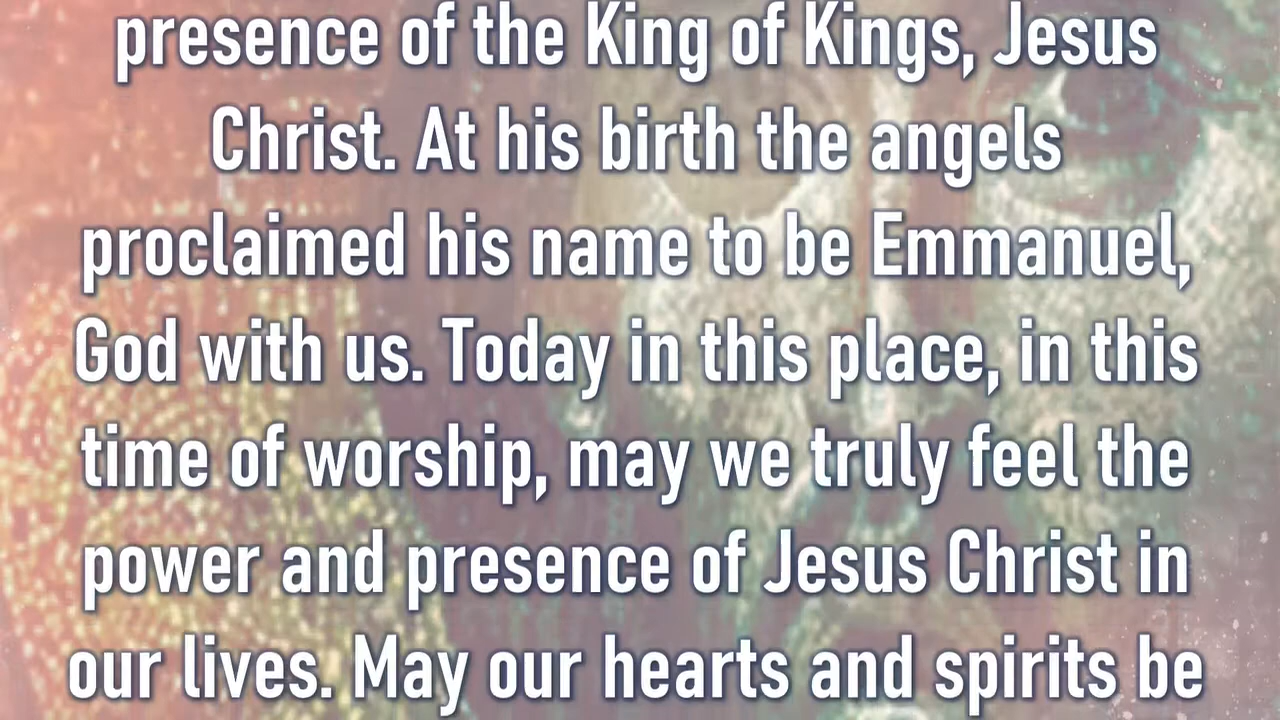 presence of the King of Kings, Jesus
Christ. At his birth the angels
proclaimed his name to be Emmanuel,
God with us. Today in this place, in this
time of worship, may we truly feel the
power and presence of Jesus Christ in
our lives. May our hearts and spirits be